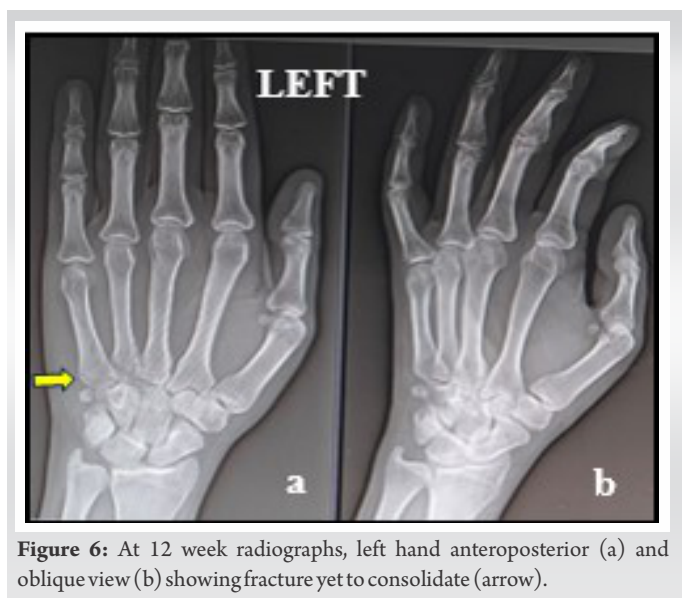 LEFT
a
b
Figure 6: At 12 week radiographs, left hand anteroposterior (a) and
oblique view (b) showing fracture yet to consolidate (arrow).